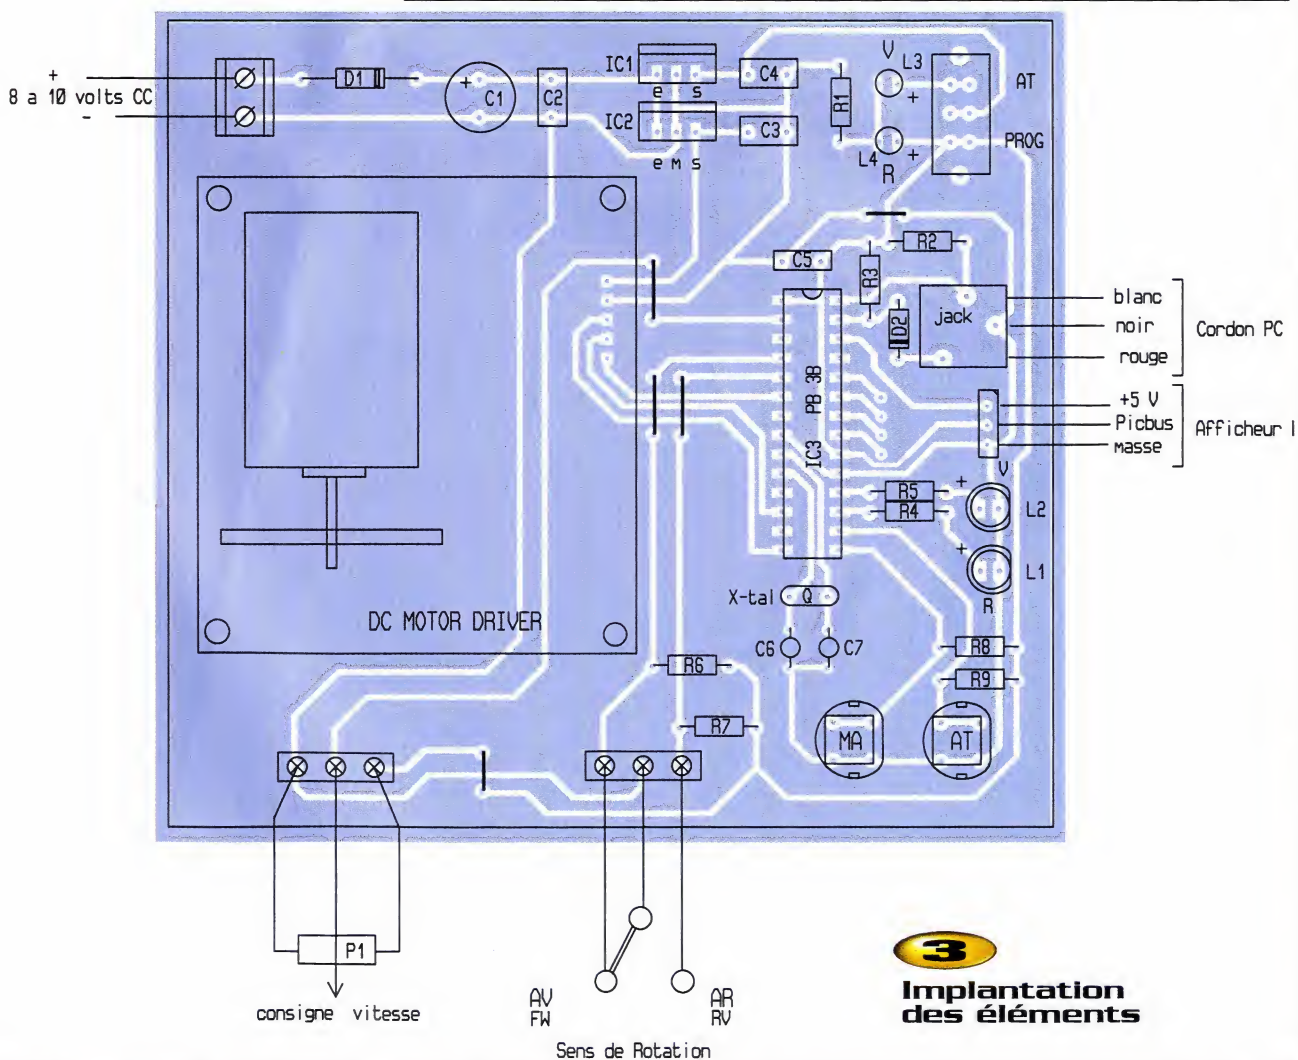 +
8 a 10 volts CC
-
D1
+
C1
C2
IC1
e s
IC2
e M s
C4
C3
R1
V
L3
+
L4
+
R
AT
PROG
C5
R2
R3
D2
jack
blanc
noir
rouge
Cordon PC
+5 V
Picbus
masse
Afficheur l
PB 3B
IC3
R5
R4
+
V
L2
+
L1
R
DC MOTOR DRIVER
X-tal
Q
C6
C7
R6
R7
R8
R9
MA
AT
P1
consigne vitesse
AV
FW
AR
RV
Sens de Rotation
3
Implantation
des éléments